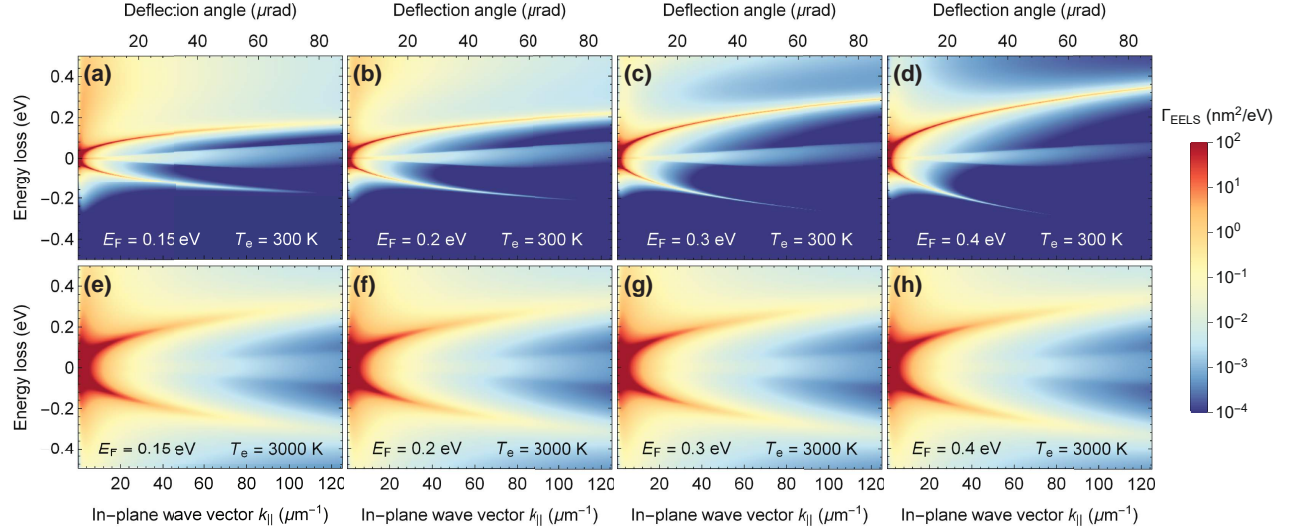 Deflection angle (μrad) Deflection angle (μrad) Deflection angle (μrad) Deflection angle (μrad)
20 40 60 80 20 40 60 80 20 40 60 80 20 40 60 80
(a) (b) (c) (d)
Energy loss (eV)
0.4
0.2
0
−0.2
−0.4
E_F = 0.15 eV T_e = 300 K E_F = 0.2 eV T_e = 300 K E_F = 0.3 eV T_e = 300 K E_F = 0.4 eV T_e = 300 K
Γ_EELS (nm²/eV)
10²
10¹
10⁰
10⁻¹
10⁻²
10⁻³
10⁻⁴
(e) (f) (g) (h)
Energy loss (eV)
0.4
0.2
0
−0.2
0.4
E_F = 0.15 eV T_e = 3000 K E_F = 0.2 eV T_e = 3000 K E_F = 0.3 eV T_e = 3000 K E_F = 0.4 eV T_e = 3000 K
20 40 60 80 100 120 20 40 60 80 100 120 20 40 60 80 100 120 20 40 60 80 100 120
In−plane wave vector k_|| (μm⁻¹) In−plane wave vector k_|| (μm⁻¹) In−plane wave vector k_|| (μm⁻¹) In−plane wave vector k_|| (μm⁻¹)